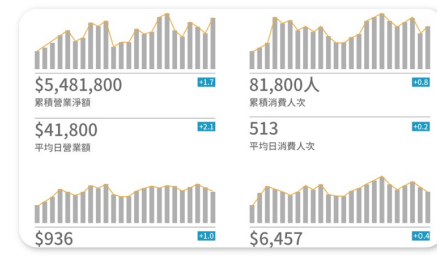 $5,481,800 +1.7
累積營業淨額
$41,800 +2.1
平均日營業額
$936 +1.0
81,800人 +0.8
累積消費人次
513 +0.2
平均日消費人次
$6,457 +0.4